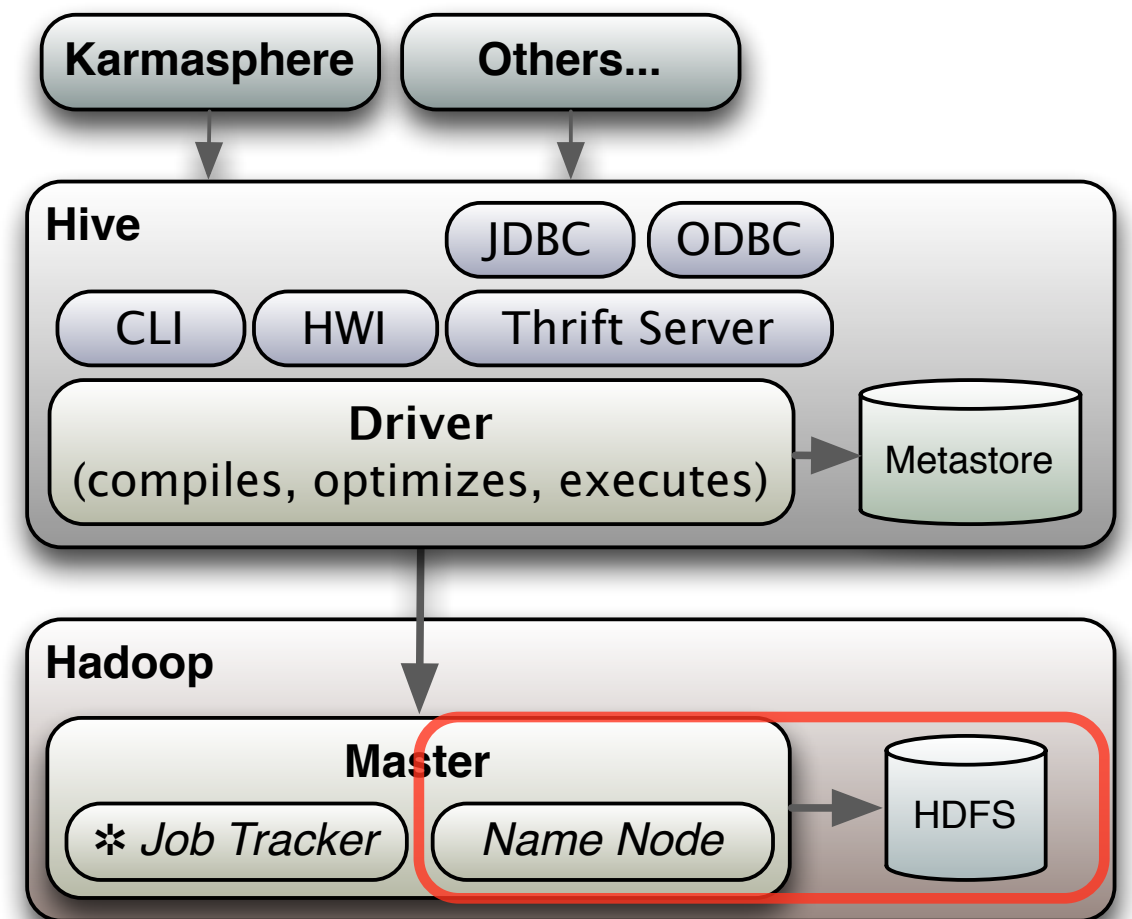 Karmasphere
Others...
Hive
JDBC
ODBC
CLI
HWI
Thrift Server
Driver
(compiles, optimizes, executes)
Metastore
Hadoop
Master
✲ Job Tracker
Name Node
HDFS